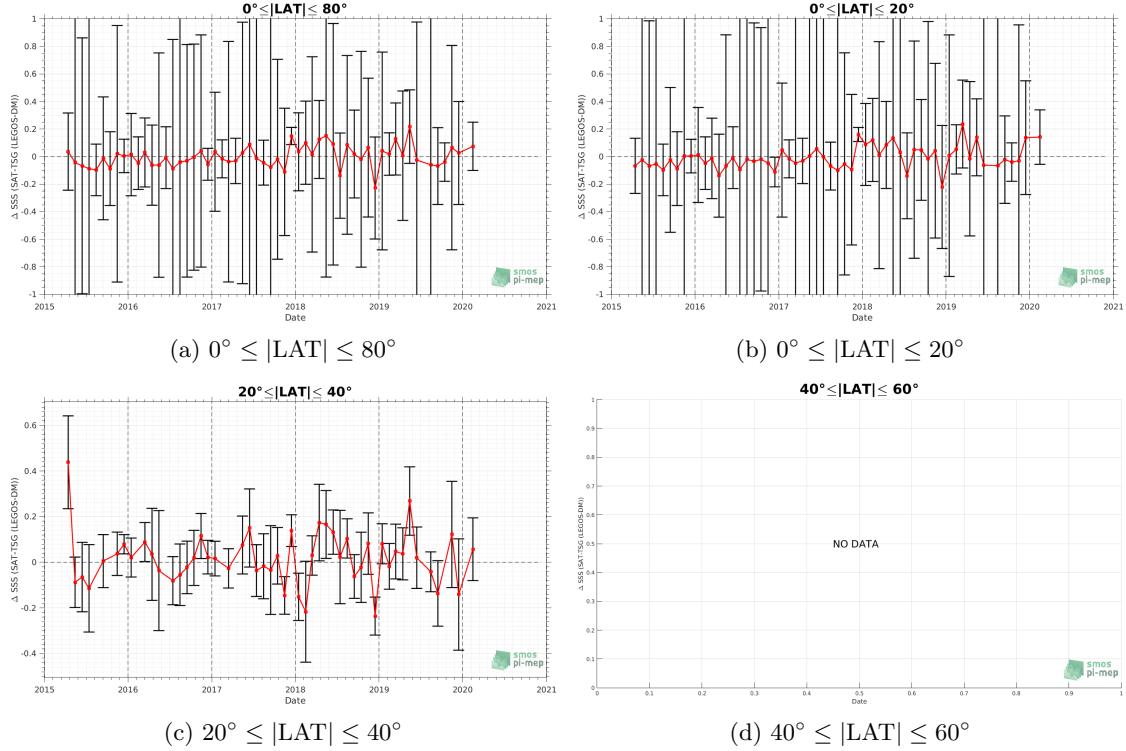 0°≤|LAT|≤ 80°
Δ SSS (SAT-TSG (LEGOS-DM))
1
0.8
0.6
0.4
0.2
0
-0.2
-0.4
-0.6
-0.8
-1
2015
2016
2017
2018
2019
2020
2021
Date
smos
pi-mep
(a) 0° ≤ |LAT| ≤ 80°
0°≤|LAT|≤ 20°
Δ SSS (SAT-TSG (LEGOS-DM))
1
0.8
0.6
0.4
0.2
0
-0.2
-0.4
-0.6
-0.8
-1
2015
2016
2017
2018
2019
2020
2021
Date
smos
pi-mep
(b) 0° ≤ |LAT| ≤ 20°
20°≤|LAT|≤ 40°
Δ SSS (SAT-TSG (LEGOS-DM))
0.6
0.4
0.2
0
-0.2
-0.4
2015
2016
2017
2018
2019
2020
2021
Date
smos
pi-mep
(c) 20° ≤ |LAT| ≤ 40°
40°≤|LAT|≤ 60°
Δ SSS (SAT-TSG (LEGOS-DM))
1
0.9
0.8
0.7
0.6
0.5
0.4
0.3
0.2
0.1
0
NO DATA
0
0.1
0.2
0.3
0.4
0.5
0.6
0.7
0.8
0.9
1
Date
smos
pi-mep
(d) 40° ≤ |LAT| ≤ 60°